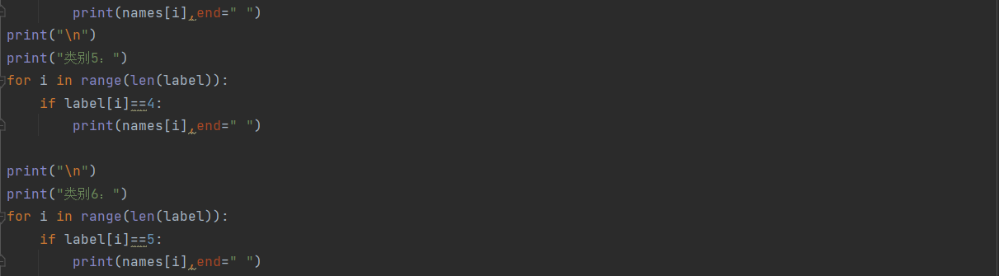 print(names[i],end=" ")
print("\n")
print("类别5：")
for i in range(len(label)):
    if label[i]==4:
        print(names[i],end=" ")

print("\n")
print("类别6：")
for i in range(len(label)):
    if label[i]==5:
        print(names[i],end=" ")